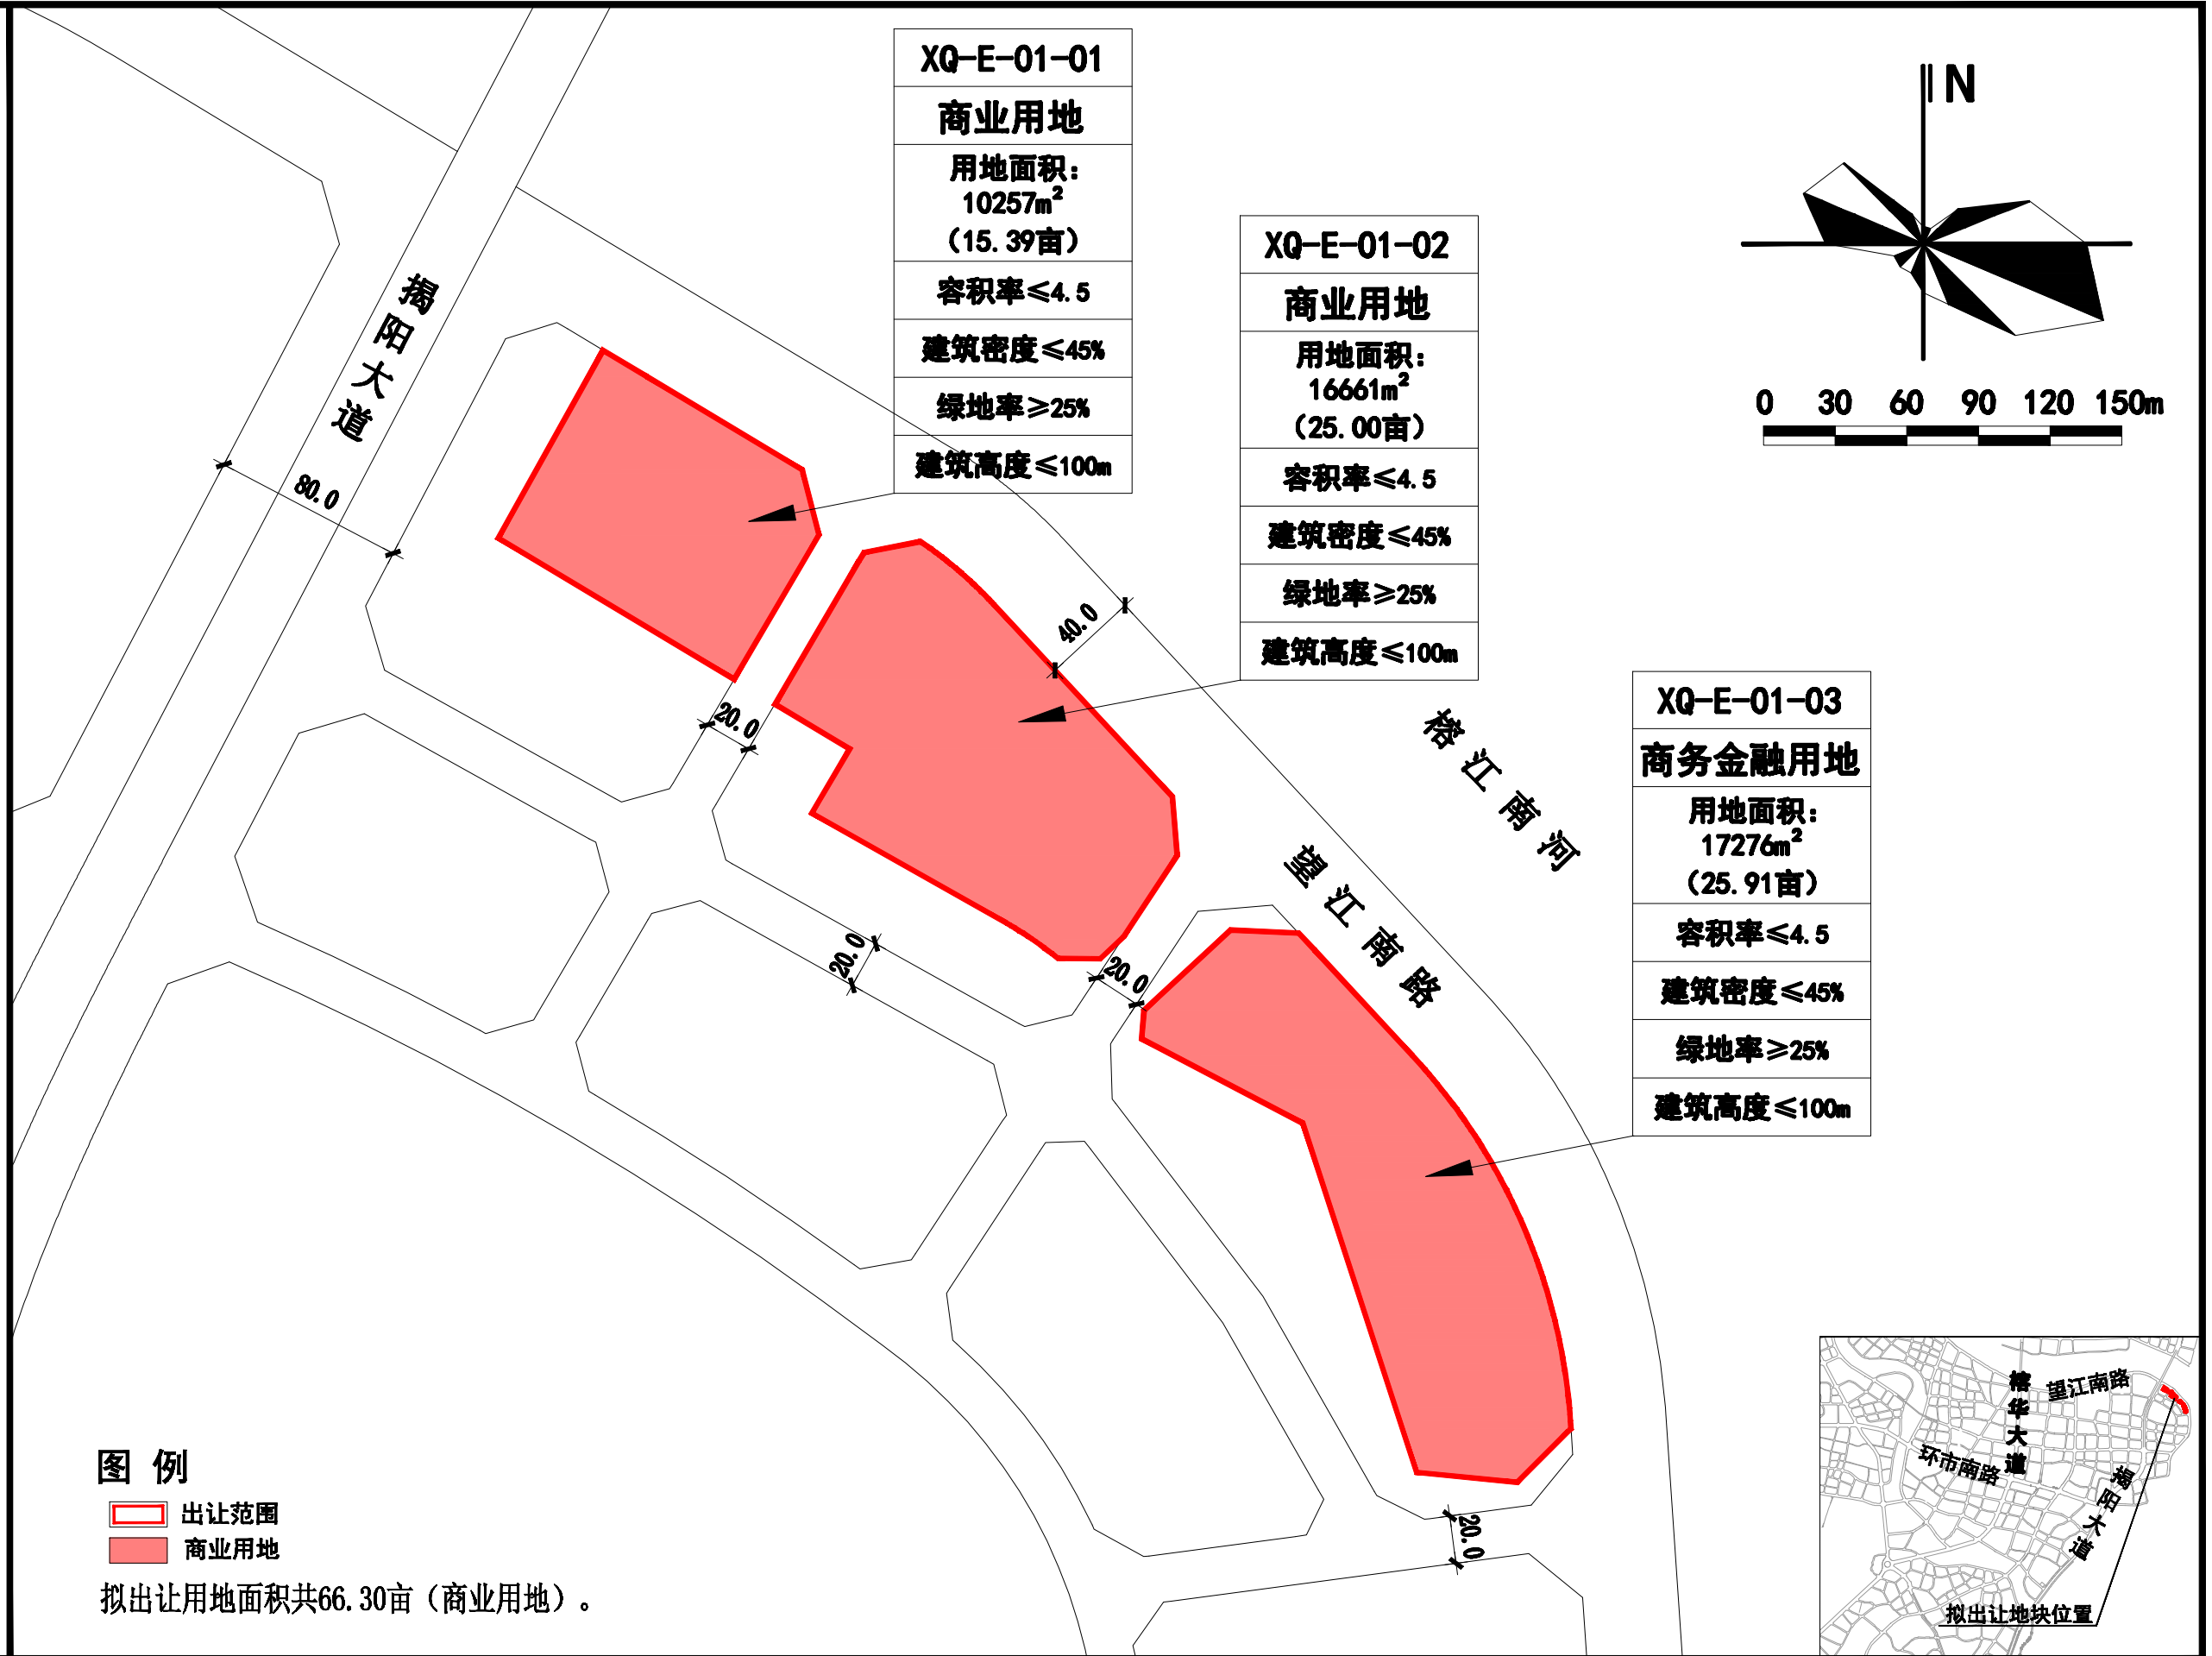 XQ-E-01-01
商业用地
用地面积：
10257m²
（15.39亩）
容积率≤4.5
建筑密度≤45%
绿地率≥25%
建筑高度≤100m
XQ-E-01-02
商业用地
用地面积：
16661m²
（25.00亩）
容积率≤4.5
建筑密度≤45%
绿地率≥25%
建筑高度≤100m
XQ-E-01-03
商务金融用地
用地面积：
17276m²
（25.91亩）
容积率≤4.5
建筑密度≤45%
绿地率≥25%
建筑高度≤100m
N
0 30 60 90 120 150m
揭阳大道
80.0
40.0
20.0
20.0
20.0
20.0
榕江南河
望江南路
图 例
出让范围
商业用地
拟出让用地面积共66.30亩（商业用地）。
望江南路
榕华大道
环市南路
揭阳大道
拟出让地块位置